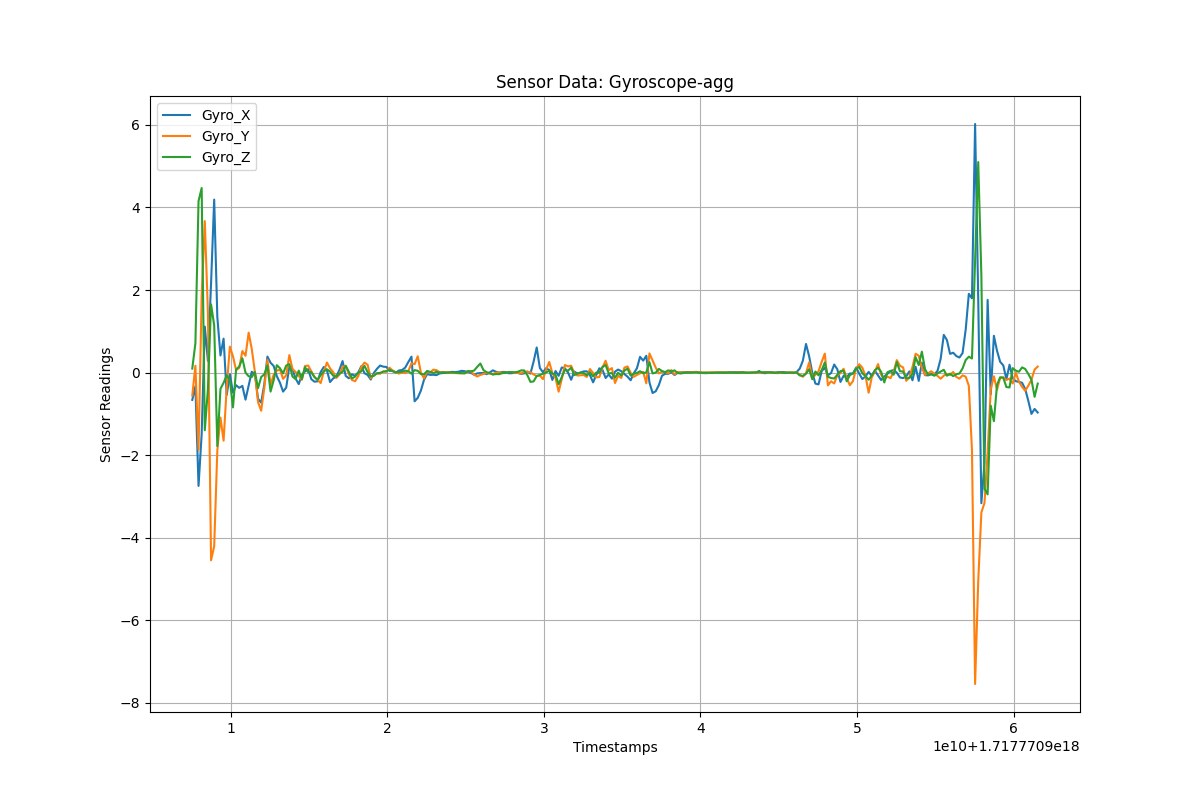 Sensor Data: Gyroscope-agg
Gyro_X
Gyro_Y
Gyro_Z
Sensor Readings
6
4
2
0
−2
−4
−6
−8
1
2
3
4
5
6
Timestamps
1e10+1.7177709e18